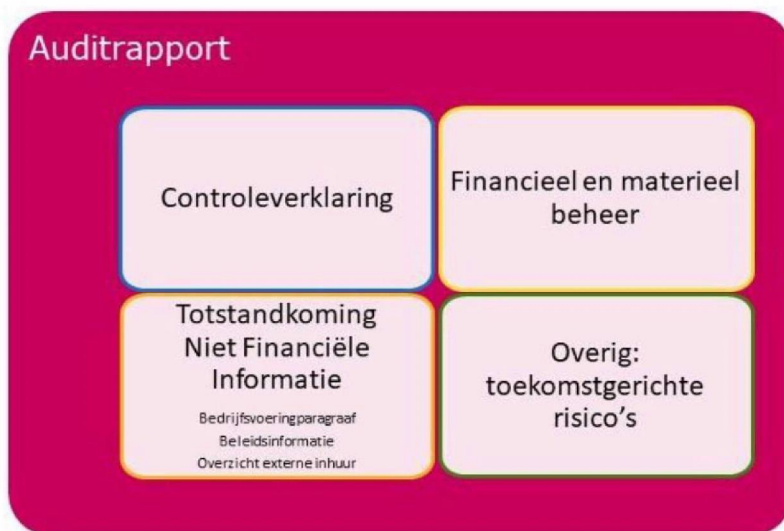 Auditrapport
Controleverklaring
Financieel en materieel
beheer
Totstandkoming
Niet Financiële
Informatie
Bedrijfsvoeringparagraaf
Beleidsinformatie
Overzicht externe inhuur
Overig:
toekomstgerichte
risico's